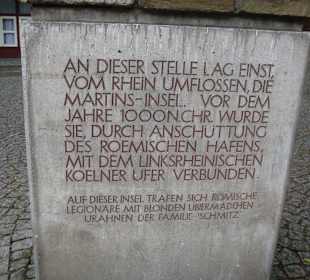 AN DIESER STELLE LAG EINST,
VOM RHEIN UMFLOSSEN, DIE
MARTINS-INSEL. VOR DEM
JAHRE 1000 N.CHR. WURDE
SIE, DURCH ANSCHÜTTUNG
DES ROEMISCHEN HAFENS,
MIT DEM LINKSRHEINISCHEN
KOELNER UFER VERBUNDEN.
AUF DIESER INSEL TRAFEN SICH RÖMISCHE
LEGIONÄRE MIT BLONDEN UBIERMÄDCHEN
URAHNEN DER FAMILIE "SCHMITZ"